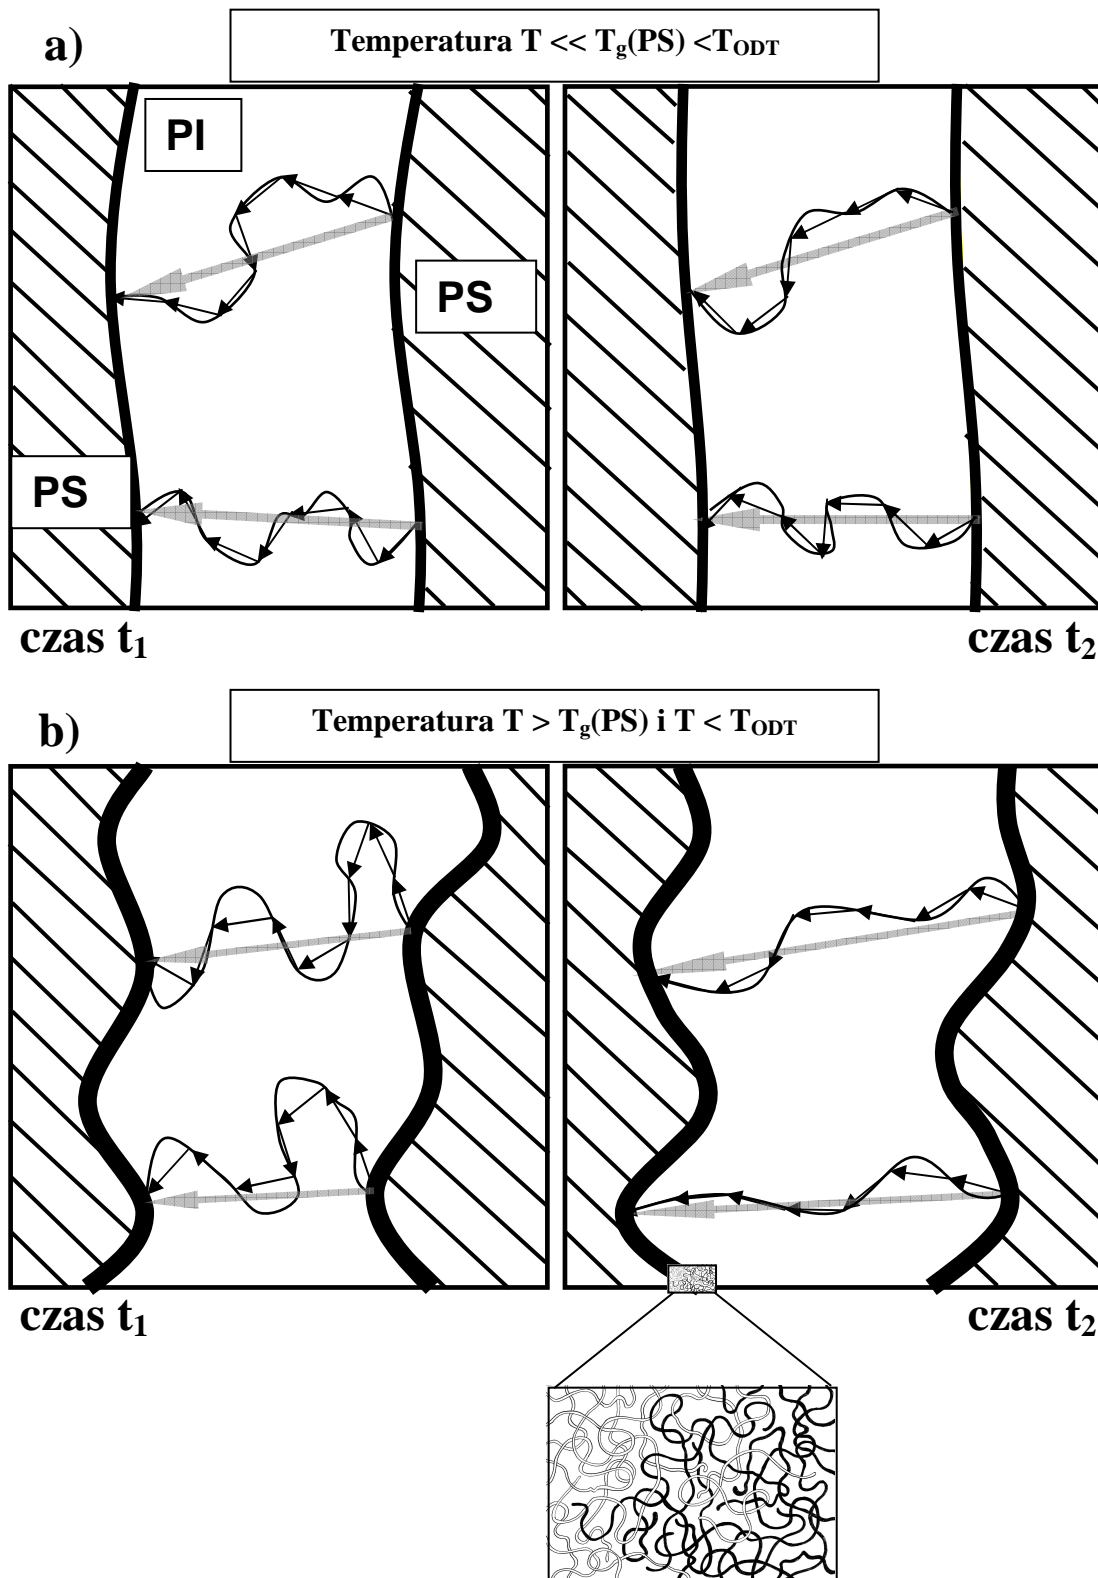 a)
Temperatura T << Tg(PS) <TODT
PI
PS
PS
czas t1
czas t2
b)
Temperatura T > Tg(PS) i T < TODT
czas t1
czas t2